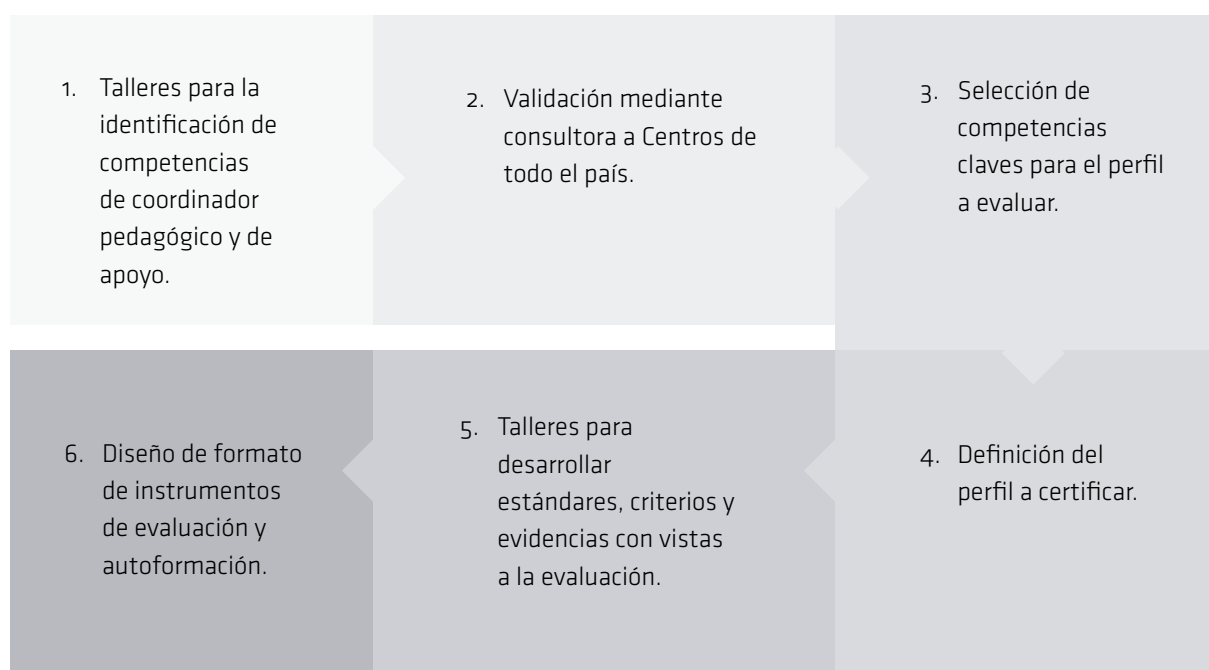 1. Talleres para la
identificación de
competencias
de coordinador
pedagógico y de
apoyo.
2. Validación mediante
consultora a Centros de
todo el país.
3. Selección de
competencias
claves para el perfil
a evaluar.
4. Definición del
perfil a certificar.
5. Talleres para
desarrollar
estándares, criterios y
evidencias con vistas
a la evaluación.
6. Diseño de formato
de instrumentos
de evaluación y
autoformación.